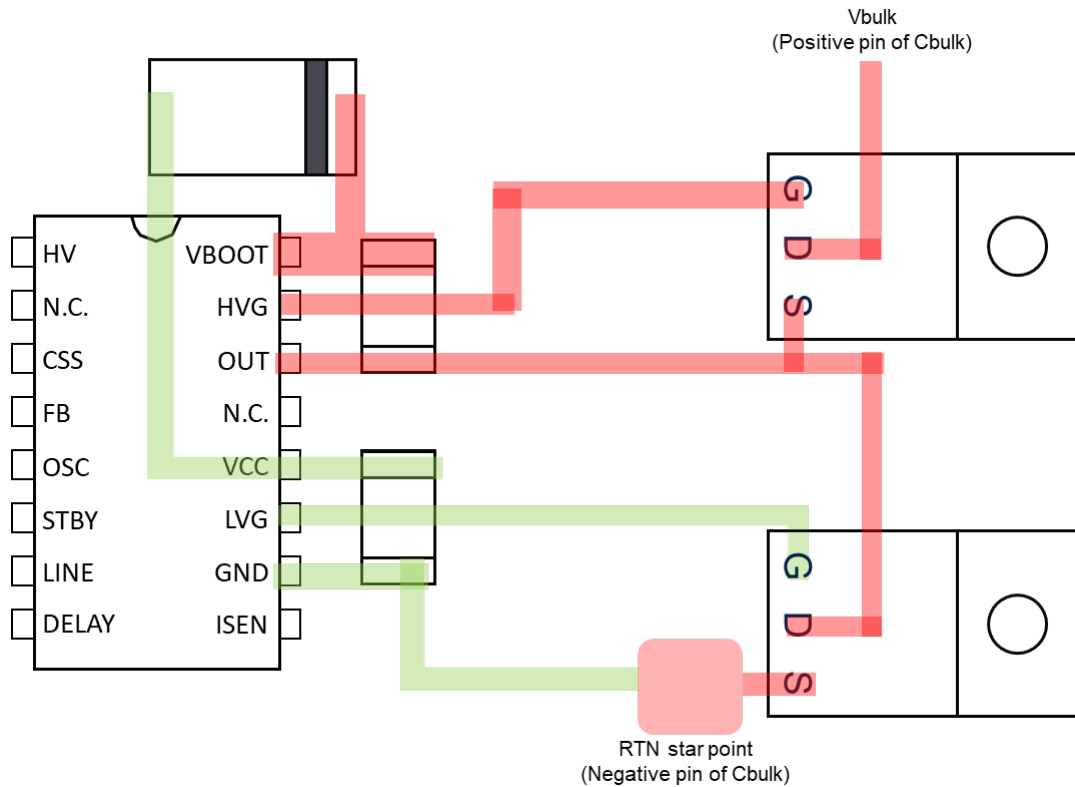 Vbulk
(Positive pin of Cbulk)
HV
N.C.
CSS
FB
OSC
STBY
LINE
DELAY
VBOOT
HVG
OUT
N.C.
VCC
LVG
GND
ISEN
G
D
S
G
D
S
RTN star point
(Negative pin of Cbulk)